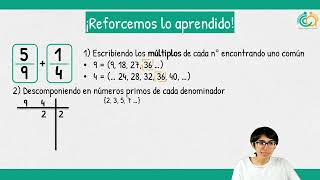 ¡Reforcemos lo aprendido!
5/9 + 1/4
1) Escribiendo los múltiplos de cada n° encontrando uno común
• 9 = (9, 18, 27, 36 ...)
• 4 = (... 24, 28, 32, 36, 40, ...)
2) Descomponiendo en números primos de cada denominador
{2, 3, 5, 7 ...}
9 4
2 2